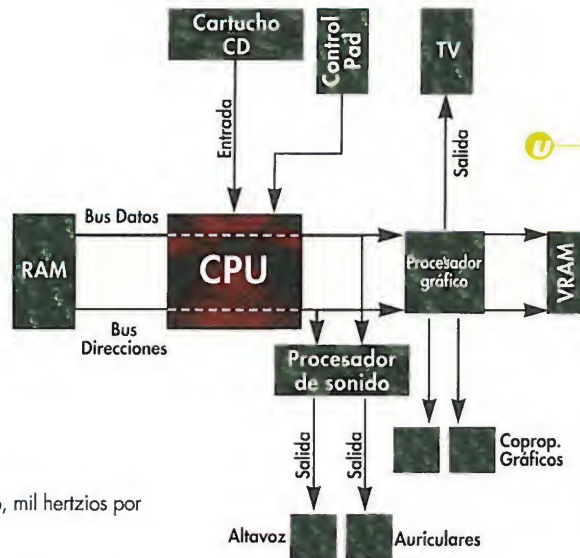 Cartucho
CD
Control
Pad
TV
Entrada
Salida
u
Bus Datos
RAM
CPU
Procesador
gráfico
VRAM
Bus
Direcciones
Procesador
de sonido
Salida
Salida
Coprop.
Gráficos
, mil hertzios por
Altavoz
Auriculares